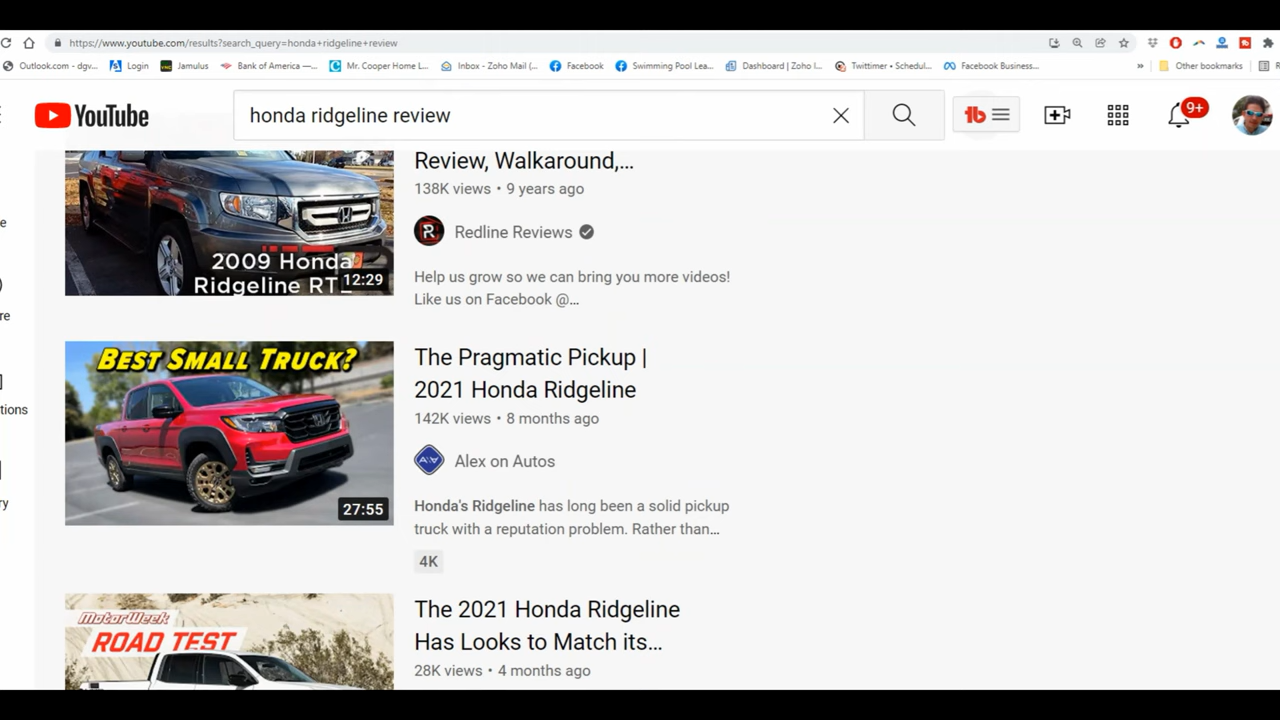 https://www.youtube.com/results?search_query=honda+ridgeline+review
Outlook.com - dgv... Login Jamulus Bank of America —... Mr. Cooper Home L... Inbox - Zoho Mail (... Facebook Swimming Pool Lea... Dashboard | Zoho I... Twittimer • Schedul... Facebook Business... » Other bookmarks
YouTube
honda ridgeline review
9+
Review, Walkaround,...
138K views • 9 years ago
Redline Reviews
2009 Honda
Ridgeline RT
12:29
Help us grow so we can bring you more videos!
Like us on Facebook @...
BEST SMALL TRUCK?
27:55
The Pragmatic Pickup |
2021 Honda Ridgeline
142K views • 8 months ago
Alex on Autos
Honda's Ridgeline has long been a solid pickup
truck with a reputation problem. Rather than...
4K
MotorWeek
ROAD TEST
The 2021 Honda Ridgeline
Has Looks to Match its...
28K views • 4 months ago
e
re
tions
ry